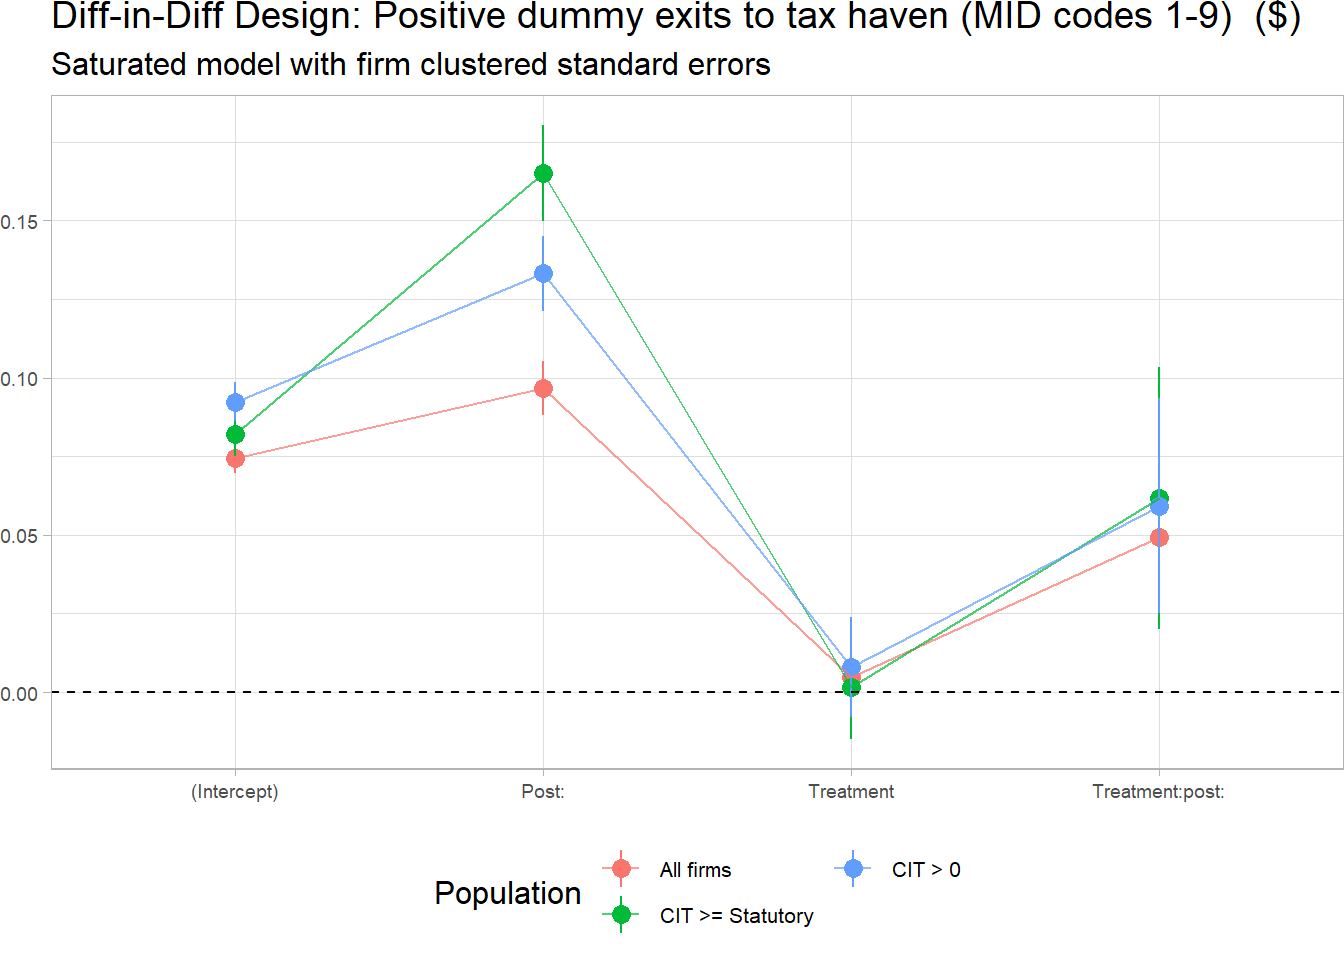 Diff-in-Diff Design: Positive dummy exits to tax haven (MID codes 1-9)  ($)
Saturated model with firm clustered standard errors
0.15
0.10
0.05
0.00
(Intercept)
Post:
Treatment
Treatment:post:
Population
All firms
CIT > 0
CIT >= Statutory